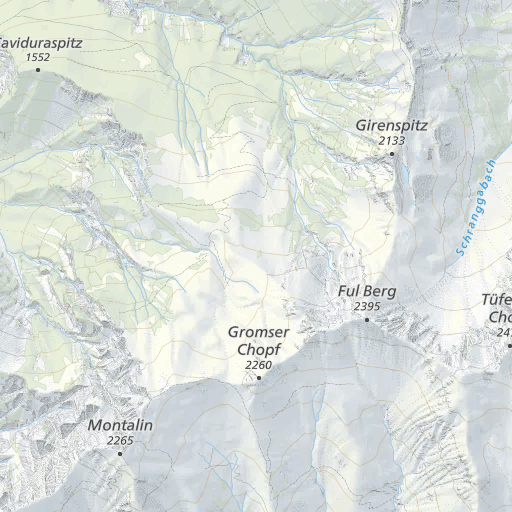 aviduraspitz
1552
Girenspitz
2133
Schranggabach
Ful Berg
2395
Tüfe
Cho
24
Gromser
Chopf
2260
Montalin
2265